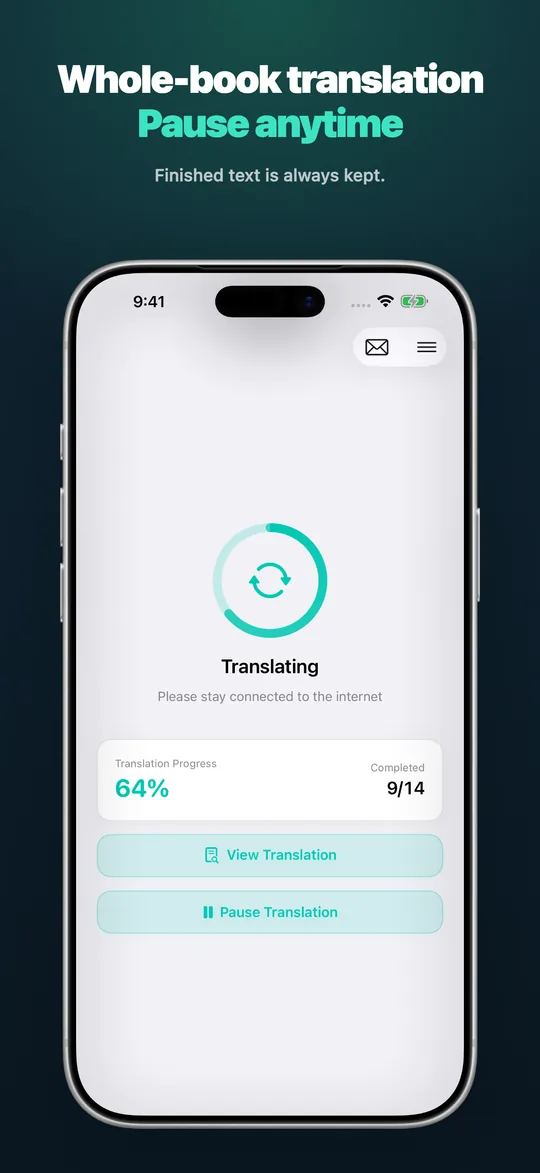 Whole-book translation
Pause anytime
Finished text is always kept.
9:41
Translating
Please stay connected to the internet
Translation Progress
64%
Completed
9/14
View Translation
Pause Translation